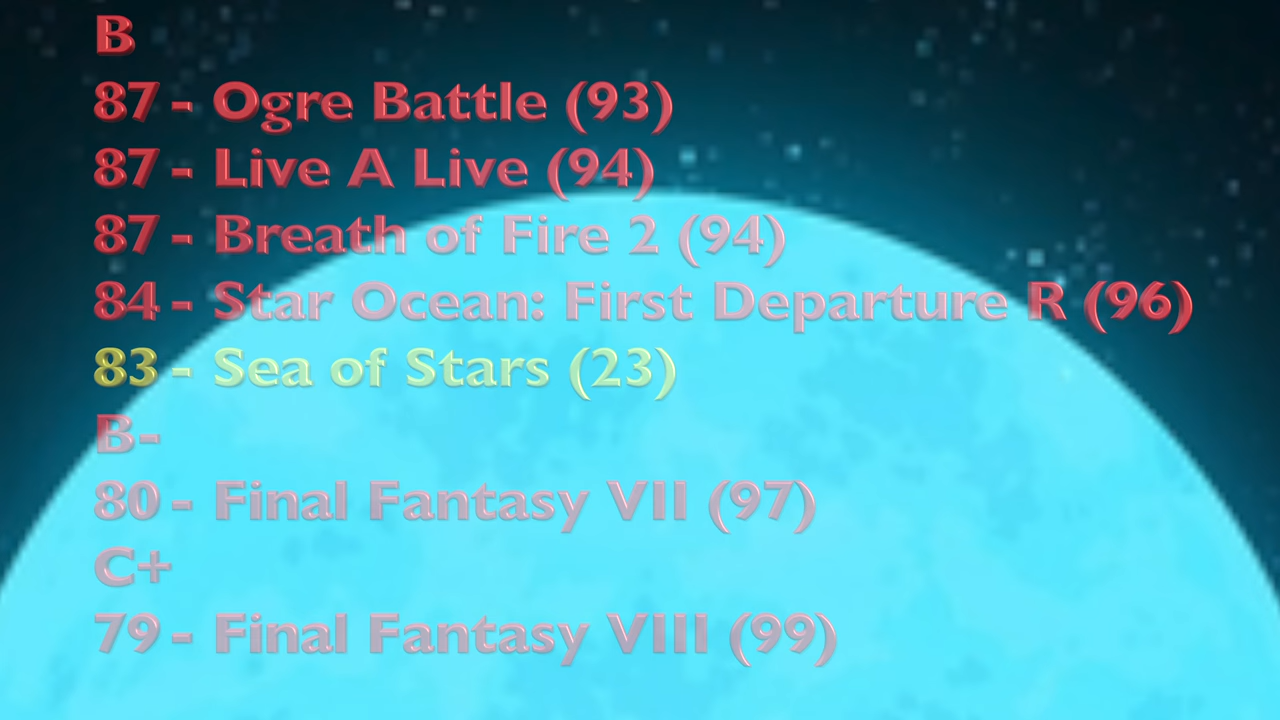 B
87 - Ogre Battle (93)
87 - Live A Live (94)
87 - Breath of Fire 2 (94)
84 - Star Ocean: First Departure R (96)
83 - Sea of Stars (23)
B-
80 - Final Fantasy VII (97)
C+
79 - Final Fantasy VIII (99)